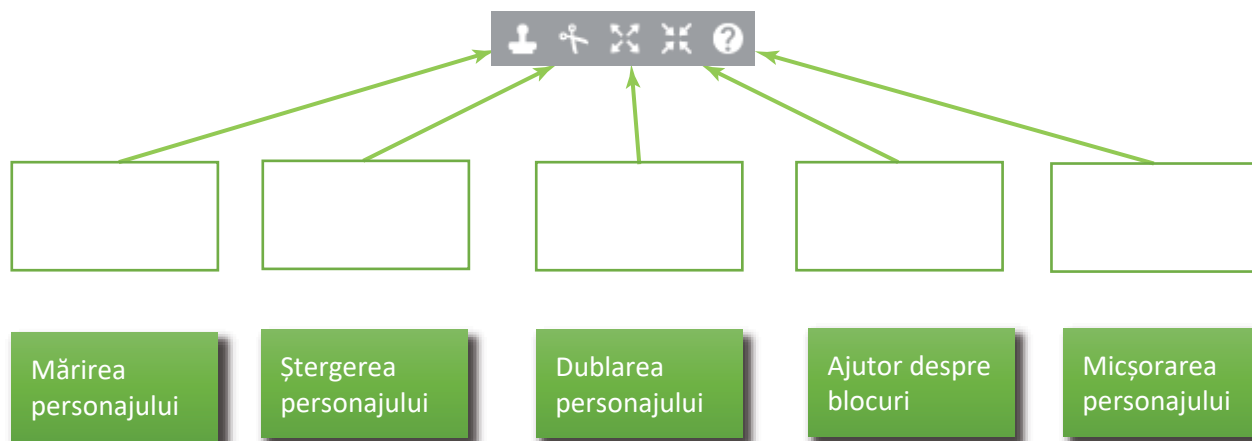 Mărirea
personajului
Ștergerea
personajului
Dublarea
personajului
Ajutor despre
blocuri
Micșorarea
personajului